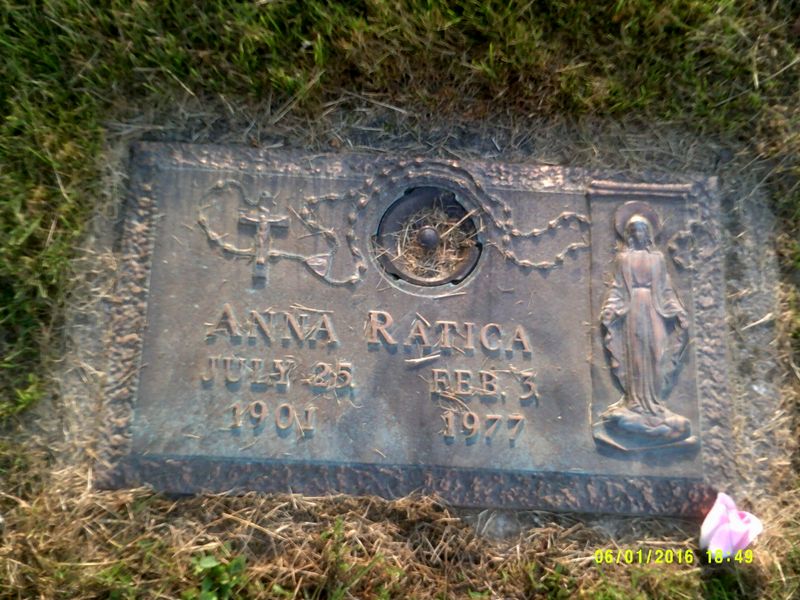 ANNA RATICA
JULY 25 FEB. 3
1901 1977
06/01/2016 18:49